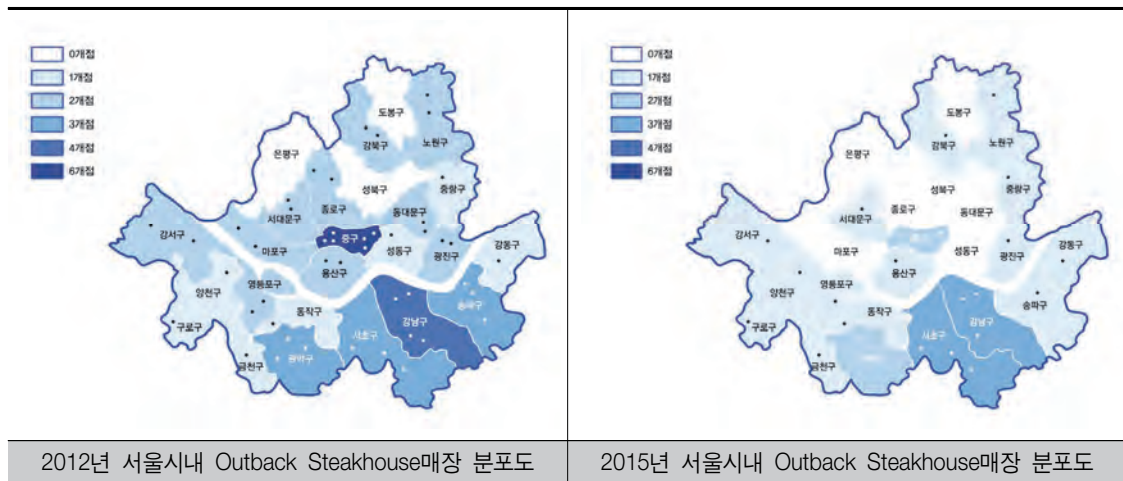 0개점
1개점
2개점
3개점
4개점
6개점
도봉구
노원구
강북구
은평구
성북구
중랑구
종로구
서대문구
동대문구
강서구
중구
마포구
성동구
광진구
강동구
용산구
영등포구
양천구
송파구
동작구
강남구
구로구
서초구
관악구
금천구
0개점
1개점
2개점
3개점
4개점
6개점
도봉구
노원구
강북구
은평구
성북구
중랑구
종로구
서대문구
동대문구
강서구
마포구
성동구
광진구
강동구
용산구
영등포구
양천구
송파구
동작구
강남구
구로구
서초구
금천구
2012년 서울시내 Outback Steakhouse매장 분포도
2015년 서울시내 Outback Steakhouse매장 분포도